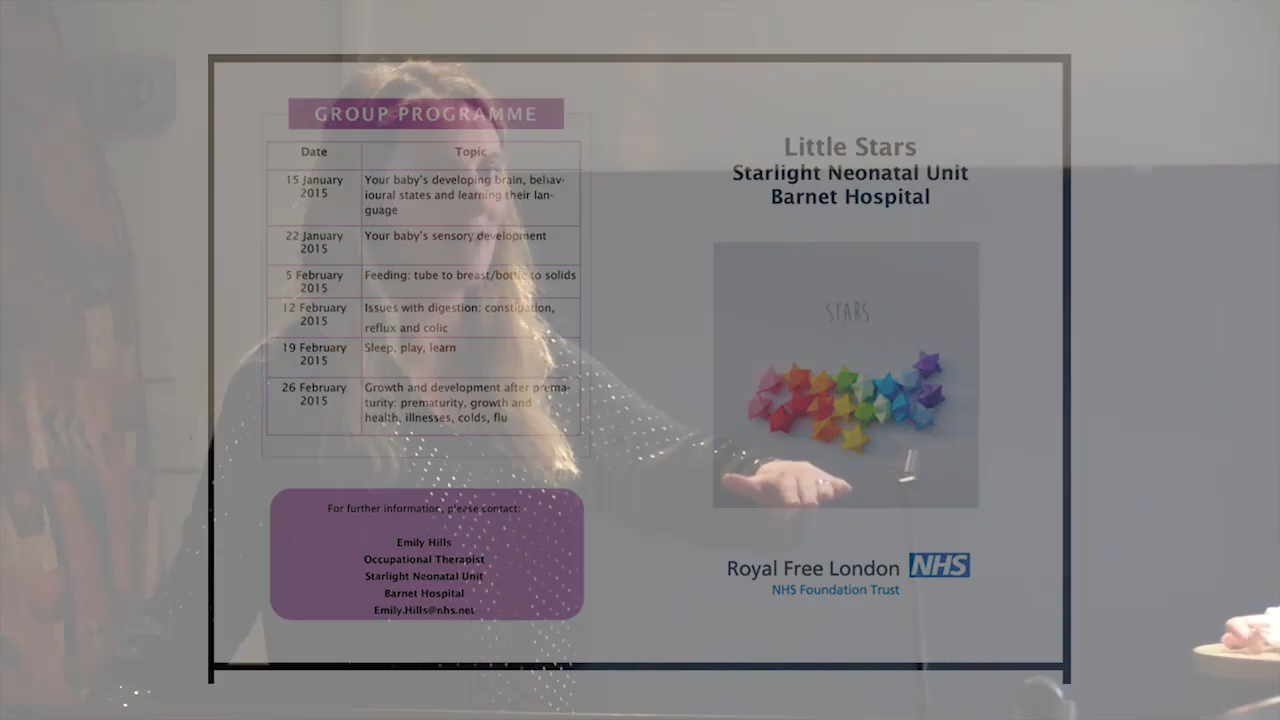 GROUP PROGRAMME
Date Topic
15 January Your baby's developing brain, behav-
2015 ioural states and learning their lan-
guage
22 January Your baby's sensory development
2015
5 February Feeding: tube to breast/bottle to solids
2015
12 February Issues with digestion: constipation,
2015 reflux and colic
19 February Sleep, play, learn
2015
26 February Growth and development after prema-
2015 turity: prematurity, growth and
health, illnesses, colds, flu
For further information, please contact:
Emily Hills
Occupational Therapist
Starlight Neonatal Unit
Barnet Hospital
Emily.Hills@nhs.net
Little Stars
Starlight Neonatal Unit
Barnet Hospital
STARS
Royal Free London NHS
NHS Foundation Trust